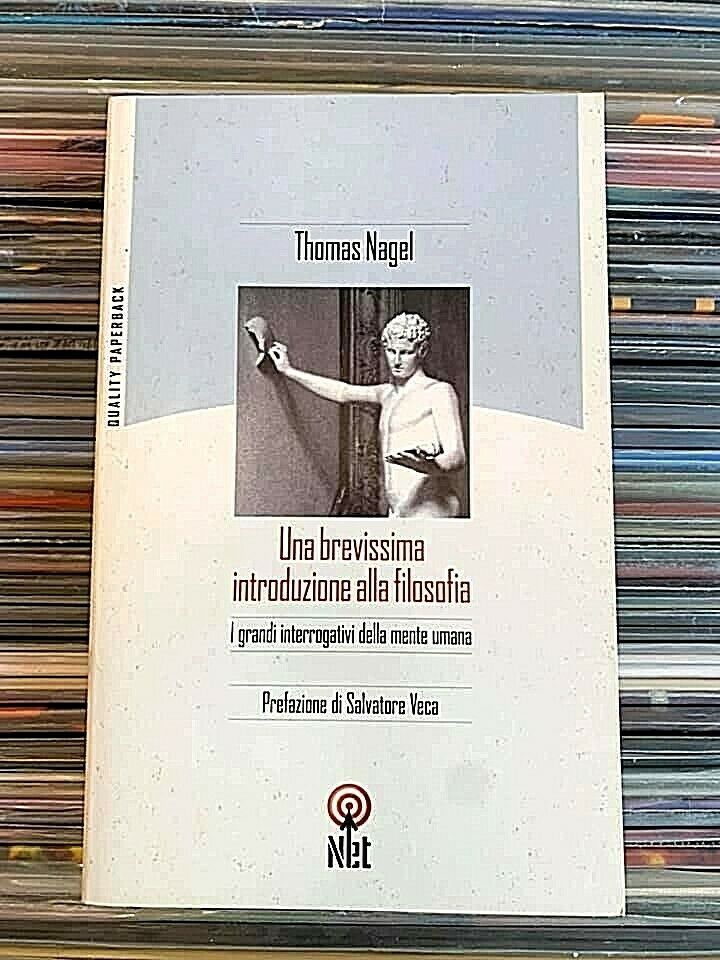 Thomas Nagel
QUALITY PAPERBACK
Una brevissima
introduzione alla filosofia
I grandi interrogativi della mente umana
Prefazione di Salvatore Veca
Net